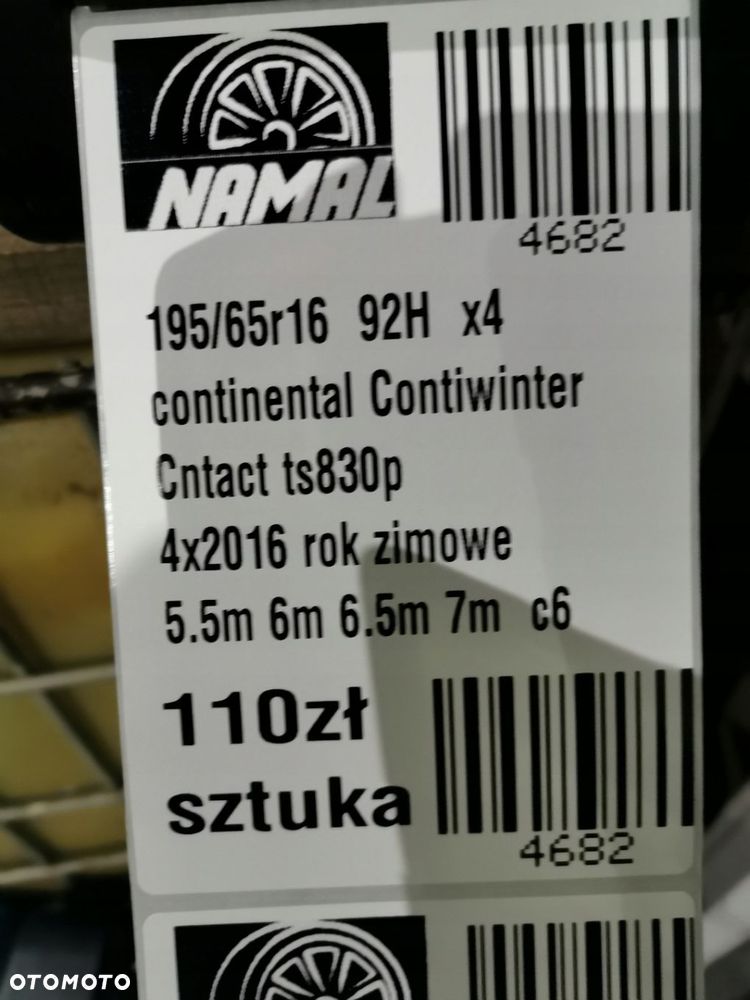 NAMAL
4682
195/65r16 92H x4
continental Contiwinter
Cntact ts830p
4x2016 rok zimowe
5.5m 6m 6.5m 7m c6
110zł
sztuka
4682
OTOMOTO